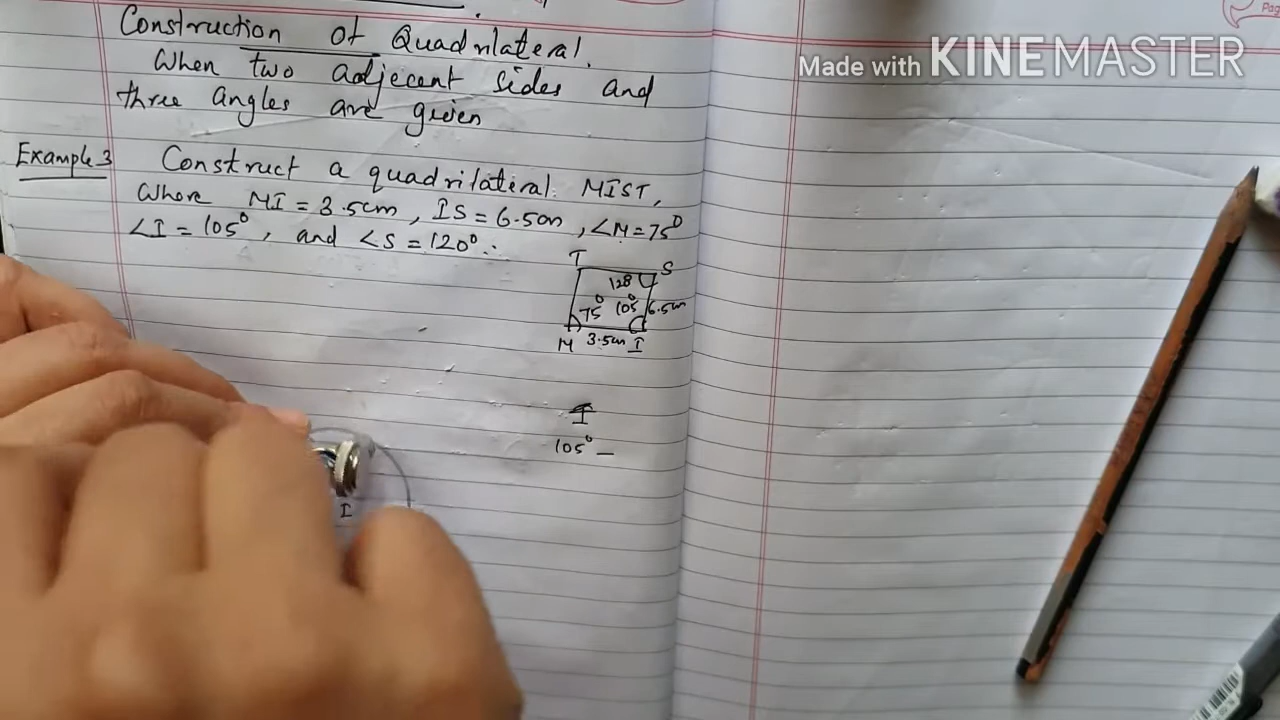 Made with KINEMASTER
Construction of Quadrilateral.
When two adjecent sides and
three angles are given
Example 3 Construct a quadrilateral MIST,
Where MI = 3.5cm, IS = 6.5cm, ∠M = 75°
∠I = 105°, and ∠S = 120°.
T S
120°
75° 105° 6.5cm
M 3.5cm I
I
105° –
I